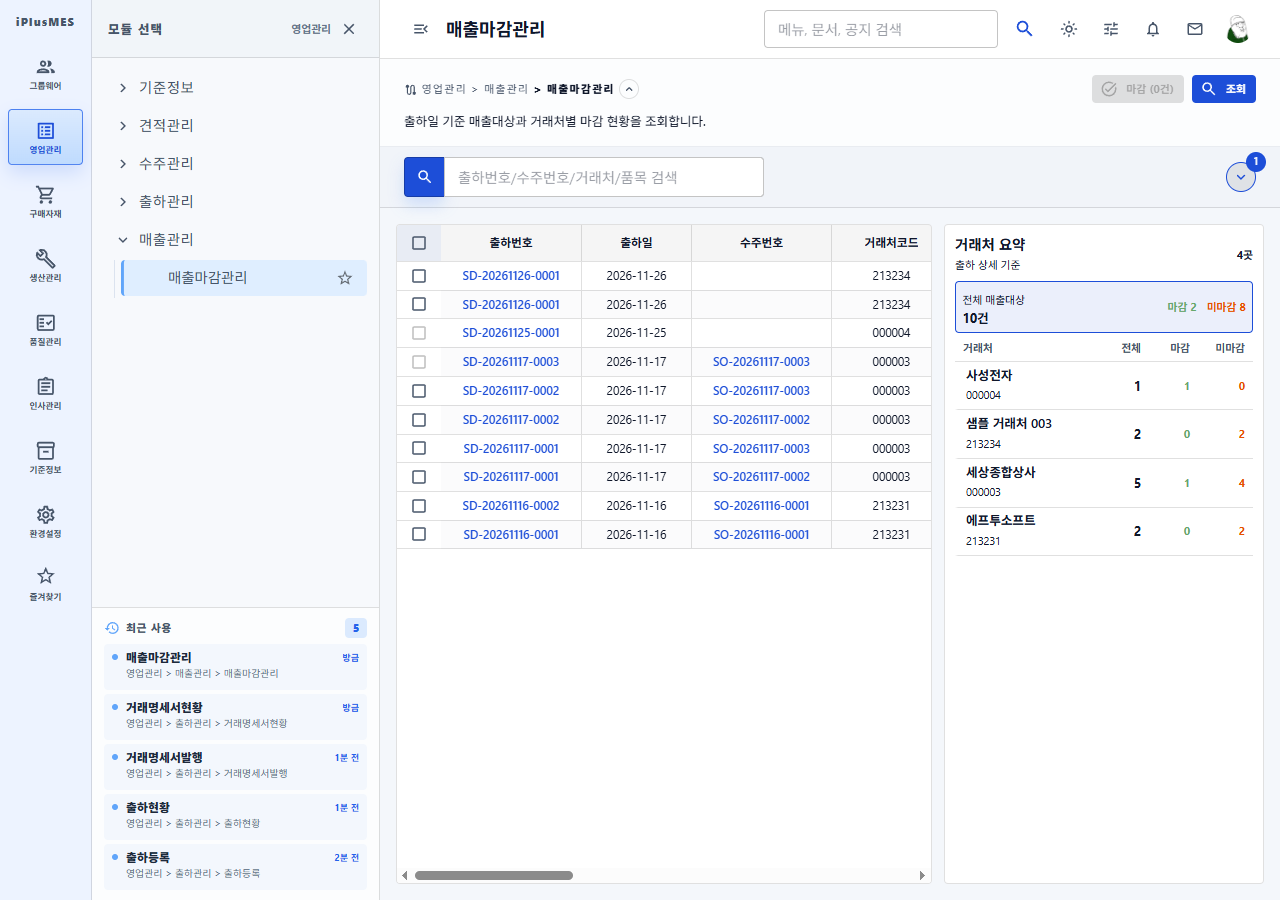 iPlusMES
그룹웨어
영업관리
구매자재
생산관리
품질관리
인사관리
기준정보
환경설정
즐겨찾기
모듈 선택
영업관리
기준정보
견적관리
수주관리
출하관리
매출관리
매출마감관리
최근 사용
5
매출마감관리 방금
영업관리 > 매출관리 > 매출마감관리
거래명세서현황 방금
영업관리 > 출하관리 > 거래명세서현황
거래명세서발행 1분 전
영업관리 > 출하관리 > 거래명세서발행
출하현황 1분 전
영업관리 > 출하관리 > 출하현황
출하등록 2분 전
영업관리 > 출하관리 > 출하등록
매출마감관리
메뉴, 문서, 공지 검색
영업관리 > 매출관리 > 매출마감관리
마감 (0건)
조회
출하일 기준 매출대상과 거래처별 마감 현황을 조회합니다.
출하번호/수주번호/거래처/품목 검색
1
출하번호 출하일 수주번호 거래처코드
SD-20261126-0001 2026-11-26 213234
SD-20261126-0001 2026-11-26 213234
SD-20261125-0001 2026-11-25 000004
SD-20261117-0003 2026-11-17 SO-20261117-0003 000003
SD-20261117-0002 2026-11-17 SO-20261117-0003 000003
SD-20261117-0002 2026-11-17 SO-20261117-0002 000003
SD-20261117-0001 2026-11-17 SO-20261117-0003 000003
SD-20261117-0001 2026-11-17 SO-20261117-0002 000003
SD-20261116-0002 2026-11-16 SO-20261116-0001 213231
SD-20261116-0001 2026-11-16 SO-20261116-0001 213231
거래처 요약
출하 상세 기준
4곳
전체 매출대상
10건
마감 2 미마감 8
거래처 전체 마감 미마감
사성전자
000004
1 1 0
샘플 거래처 003
213234
2 0 2
세상종합상사
000003
5 1 4
에프투소프트
213231
2 0 2